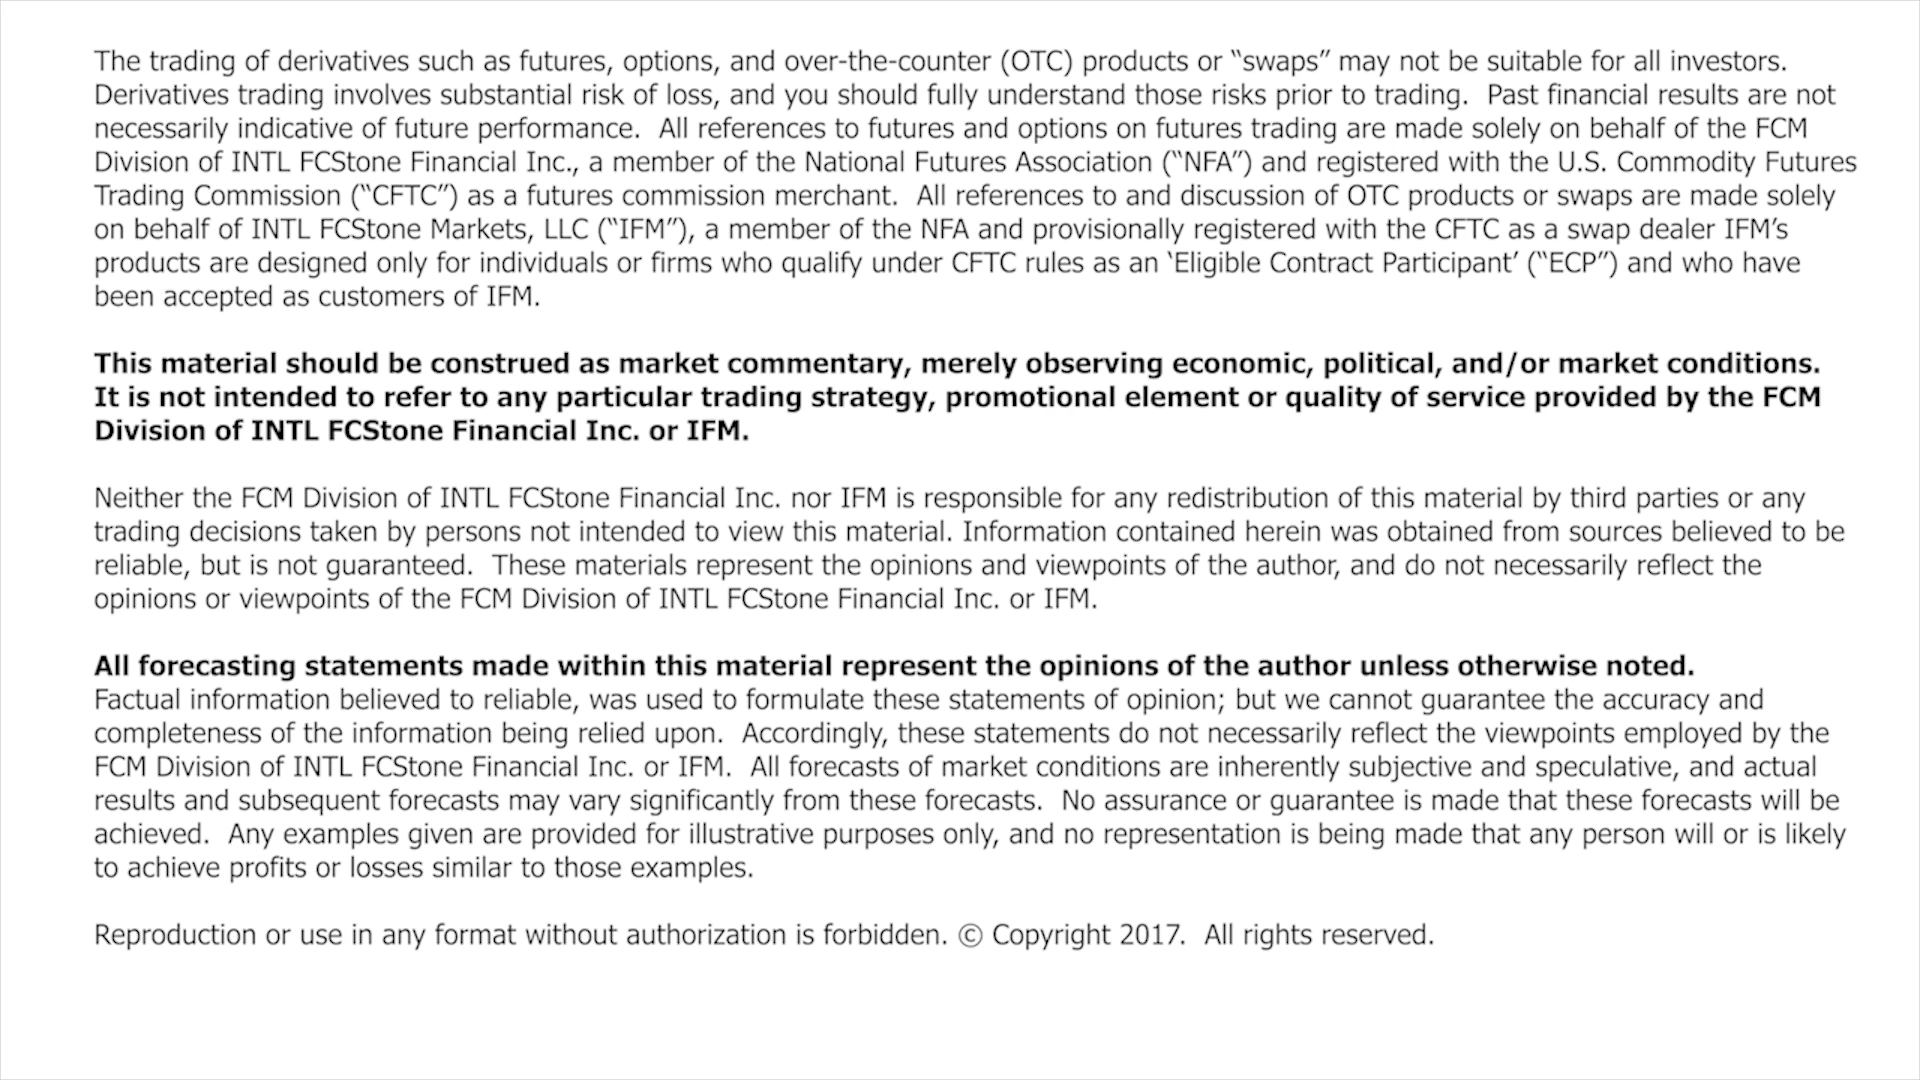 The trading of derivatives such as futures, options, and over-the-counter (OTC) products or “swaps” may not be suitable for all investors.
Derivatives trading involves substantial risk of loss, and you should fully understand those risks prior to trading.  Past financial results are not
necessarily indicative of future performance.  All references to futures and options on futures trading are made solely on behalf of the FCM
Division of INTL FCStone Financial Inc., a member of the National Futures Association (“NFA”) and registered with the U.S. Commodity Futures
Trading Commission (“CFTC”) as a futures commission merchant.  All references to and discussion of OTC products or swaps are made solely
on behalf of INTL FCStone Markets, LLC (“IFM”), a member of the NFA and provisionally registered with the CFTC as a swap dealer IFM’s
products are designed only for individuals or firms who qualify under CFTC rules as an ‘Eligible Contract Participant’ (“ECP”) and who have
been accepted as customers of IFM.
This material should be construed as market commentary, merely observing economic, political, and/or market conditions.
It is not intended to refer to any particular trading strategy, promotional element or quality of service provided by the FCM
Division of INTL FCStone Financial Inc. or IFM.
Neither the FCM Division of INTL FCStone Financial Inc. nor IFM is responsible for any redistribution of this material by third parties or any
trading decisions taken by persons not intended to view this material. Information contained herein was obtained from sources believed to be
reliable, but is not guaranteed.  These materials represent the opinions and viewpoints of the author, and do not necessarily reflect the
opinions or viewpoints of the FCM Division of INTL FCStone Financial Inc. or IFM.
All forecasting statements made within this material represent the opinions of the author unless otherwise noted.
Factual information believed to reliable, was used to formulate these statements of opinion; but we cannot guarantee the accuracy and
completeness of the information being relied upon.  Accordingly, these statements do not necessarily reflect the viewpoints employed by the
FCM Division of INTL FCStone Financial Inc. or IFM.  All forecasts of market conditions are inherently subjective and speculative, and actual
results and subsequent forecasts may vary significantly from these forecasts.  No assurance or guarantee is made that these forecasts will be
achieved.  Any examples given are provided for illustrative purposes only, and no representation is being made that any person will or is likely
to achieve profits or losses similar to those examples.
Reproduction or use in any format without authorization is forbidden. © Copyright 2017.  All rights reserved.